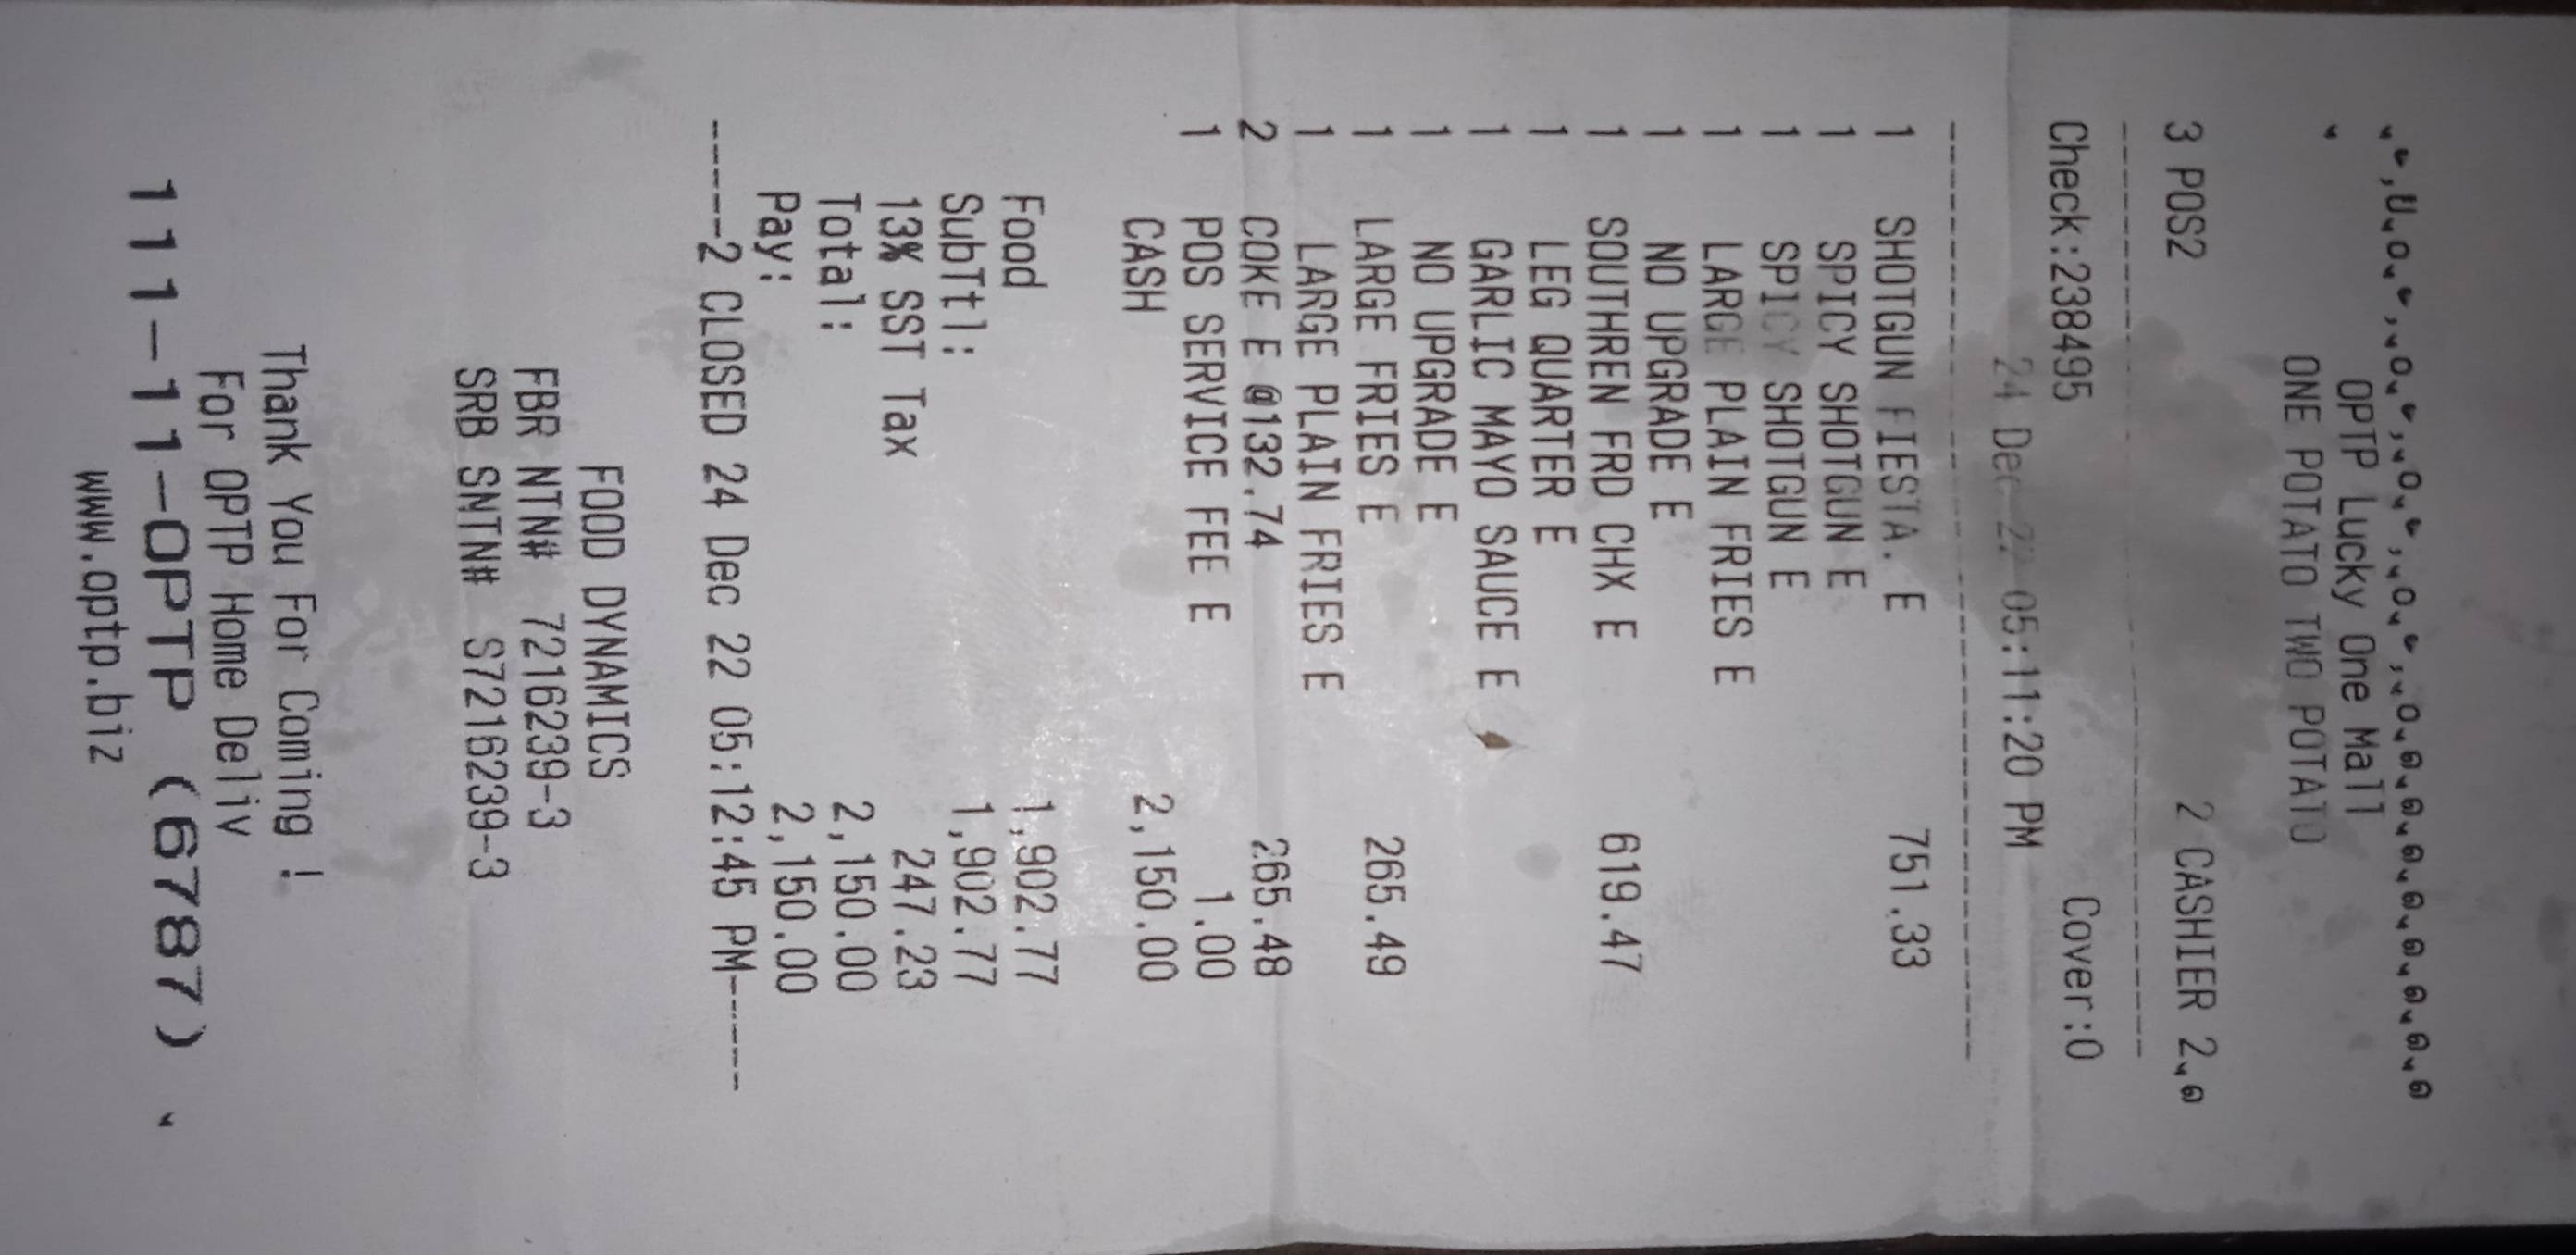 OPTP Lucky One Mall
ONE POTATO TWO POTATO
3 POS2 2 CASHIER 2
Check:238495 Cover:0
24 Dec 22 05:11:20 PM
1 SHOTGUN FIESTA. E 751.33
1 SPICY SHOTGUN E
1 SPICY SHOTGUN E
1 LARGE PLAIN FRIES E
1 NO UPGRADE E
1 SOUTHREN FRD CHX E 619.47
1 LEG QUARTER E
1 GARLIC MAYO SAUCE E
1 NO UPGRADE E
1 LARGE FRIES E 265.49
1 LARGE PLAIN FRIES E
2 COKE E @132.74 265.48
1 POS SERVICE FEE E 1.00
CASH 2,150.00
Food 1,902.77
SubTtl: 1,902.77
13% SST Tax 247.23
Total: 2,150.00
Pay: 2,150.00
-----2 CLOSED 24 Dec 22 05:12:45 PM-----
FOOD DYNAMICS
FBR NTN# 7216239-3
SRB SNTN# S7216239-3
Thank You For Coming !
For OPTP Home Deliv
111-11-OPTP (6787)
www.optp.biz